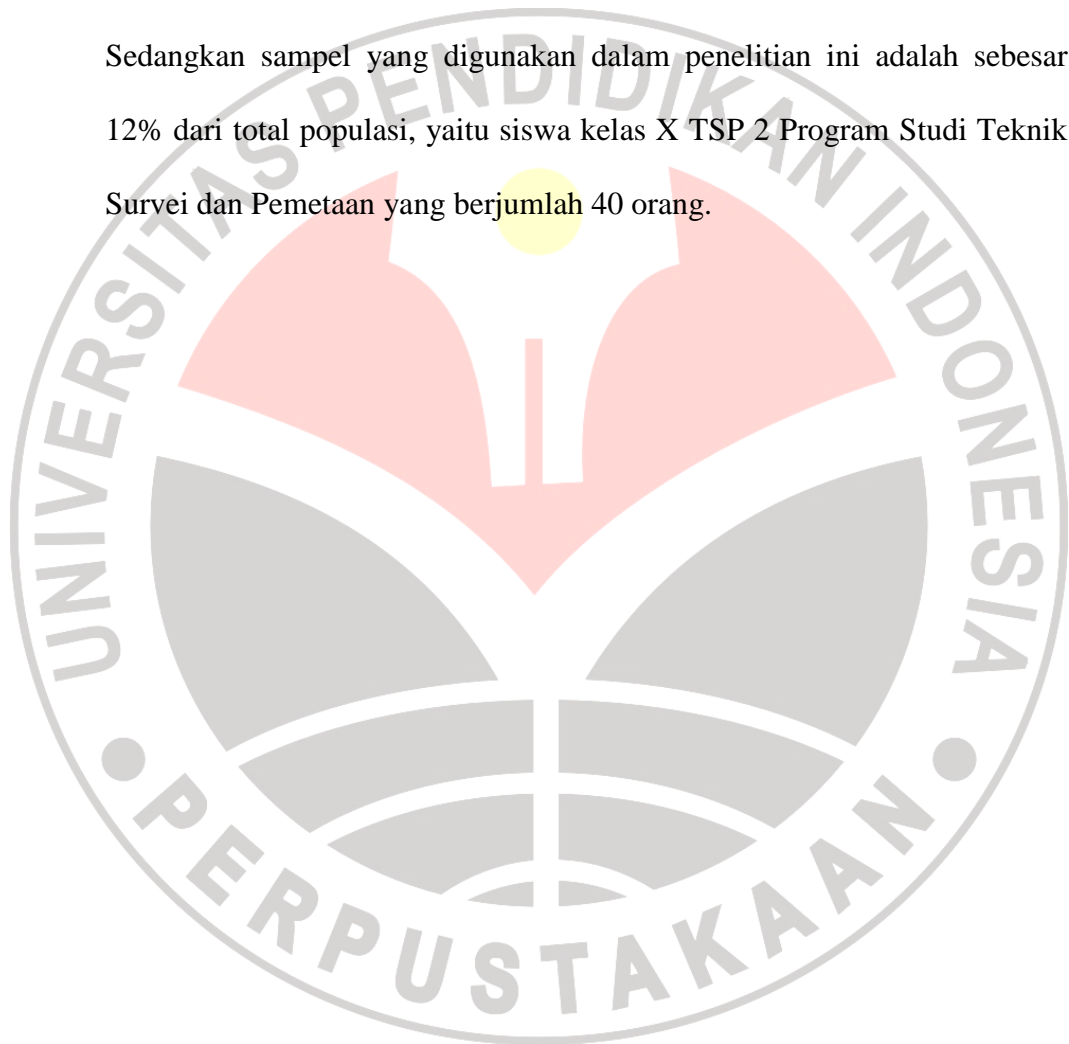 Sedangkan sampel yang digunakan dalam penelitian ini adalah sebesar
12% dari total populasi, yaitu siswa kelas X TSP 2 Program Studi Teknik
Survei dan Pemetaan yang berjumlah 40 orang.
UNIVERSITAS PENDIDIKAN INDONESIA
PERPUSTAKAAN